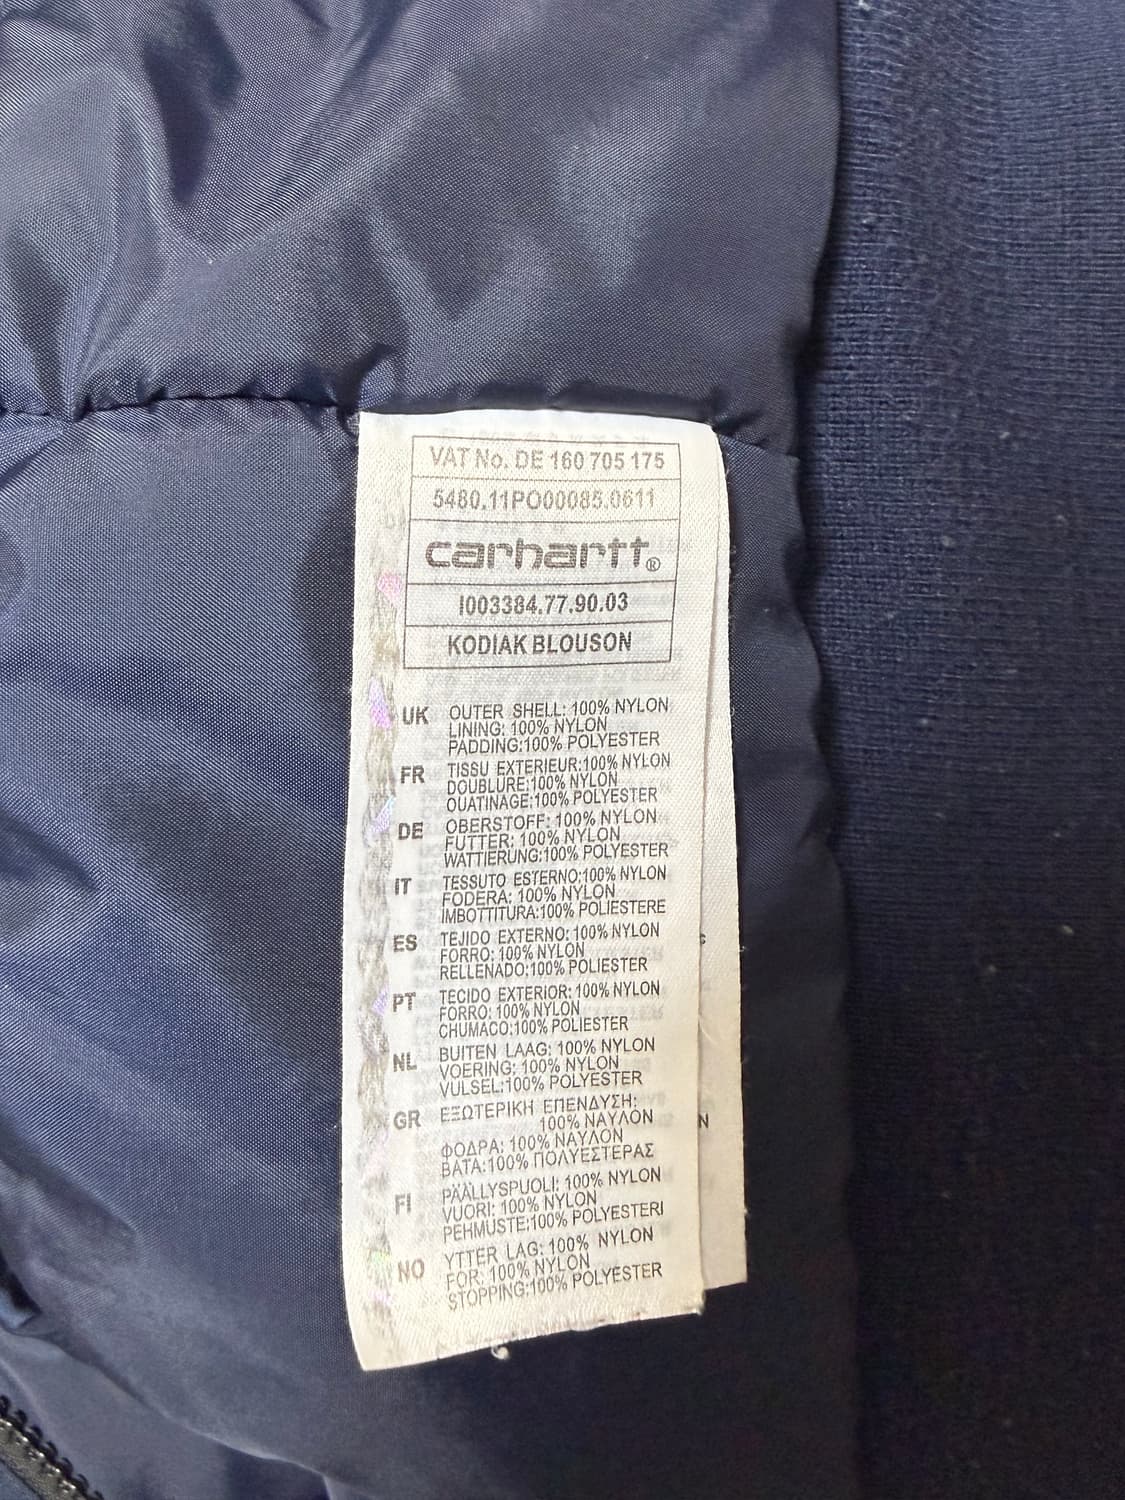 VAT No. DE 160 705 175
5480.11PO00085.0611
carhartt®
I003384.77.90.03
KODIAK BLOUSON
UK OUTER SHELL: 100% NYLON
LINING: 100% NYLON
PADDING:100% POLYESTER
FR TISSU EXTERIEUR:100% NYLON
DOUBLURE:100% NYLON
OUATINAGE:100% POLYESTER
DE OBERSTOFF: 100% NYLON
FUTTER: 100% NYLON
WATTIERUNG:100% POLYESTER
IT TESSUTO ESTERNO:100% NYLON
FODERA: 100% NYLON
IMBOTTITURA:100% POLIESTERE
ES TEJIDO EXTERNO: 100% NYLON
FORRO: 100% NYLON
RELLENADO:100% POLIESTER
PT TECIDO EXTERIOR: 100% NYLON
FORRO: 100% NYLON
CHUMACO:100% POLIESTER
NL BUITEN LAAG: 100% NYLON
VOERING: 100% NYLON
VULSEL:100% POLYESTER
GR ΕΞΩΤΕΡΙΚΗ ΕΠΕΝΔΥΣΗ:
100% ΝΑΥΛΟΝ
ΦΟΔΡΑ: 100% ΝΑΥΛΟΝ
ΒΑΤΑ:100% ΠΟΛΥΕΣΤΕΡΑΣ
FI PÄÄLLYSPUOLI: 100% NYLON
VUORI: 100% NYLON
PEHMUSTE:100% POLYESTERI
NO YTTER LAG: 100% NYLON
FOR: 100% NYLON
STOPPING:100% POLYESTER